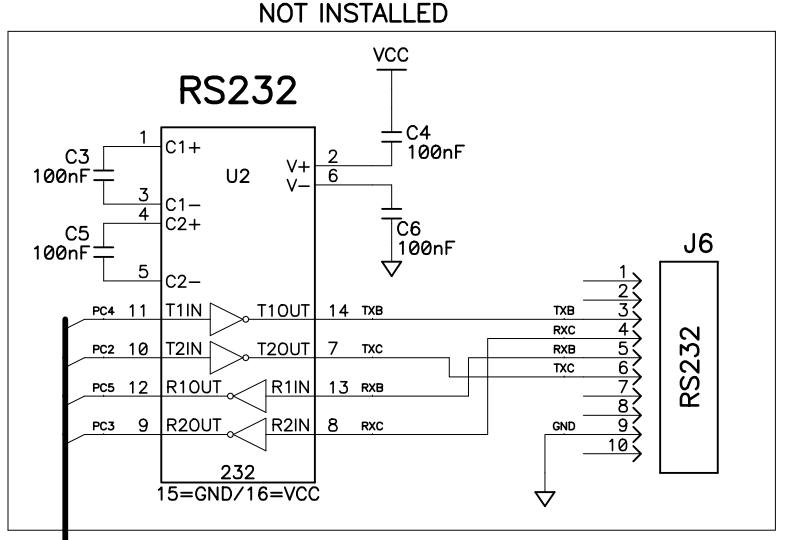 NOT INSTALLED
VCC
RS232
1 C1+
C4
100nF
C3
100nF
V+ 2
U2
V- 6
3 C1-
4 C2+
C6
100nF
C5
100nF
J6
5 C2-
1
2
PC4 11 T1IN T1OUT 14 TXB TXB 3
RXC 4
PC2 10 T2IN T2OUT 7 TXC RXB 5
TXC 6
PC5 12 R1OUT R1IN 13 RXB 7
8
PC3 9 R2OUT R2IN 8 RXC GND 9
10
RS232
232
15=GND/16=VCC